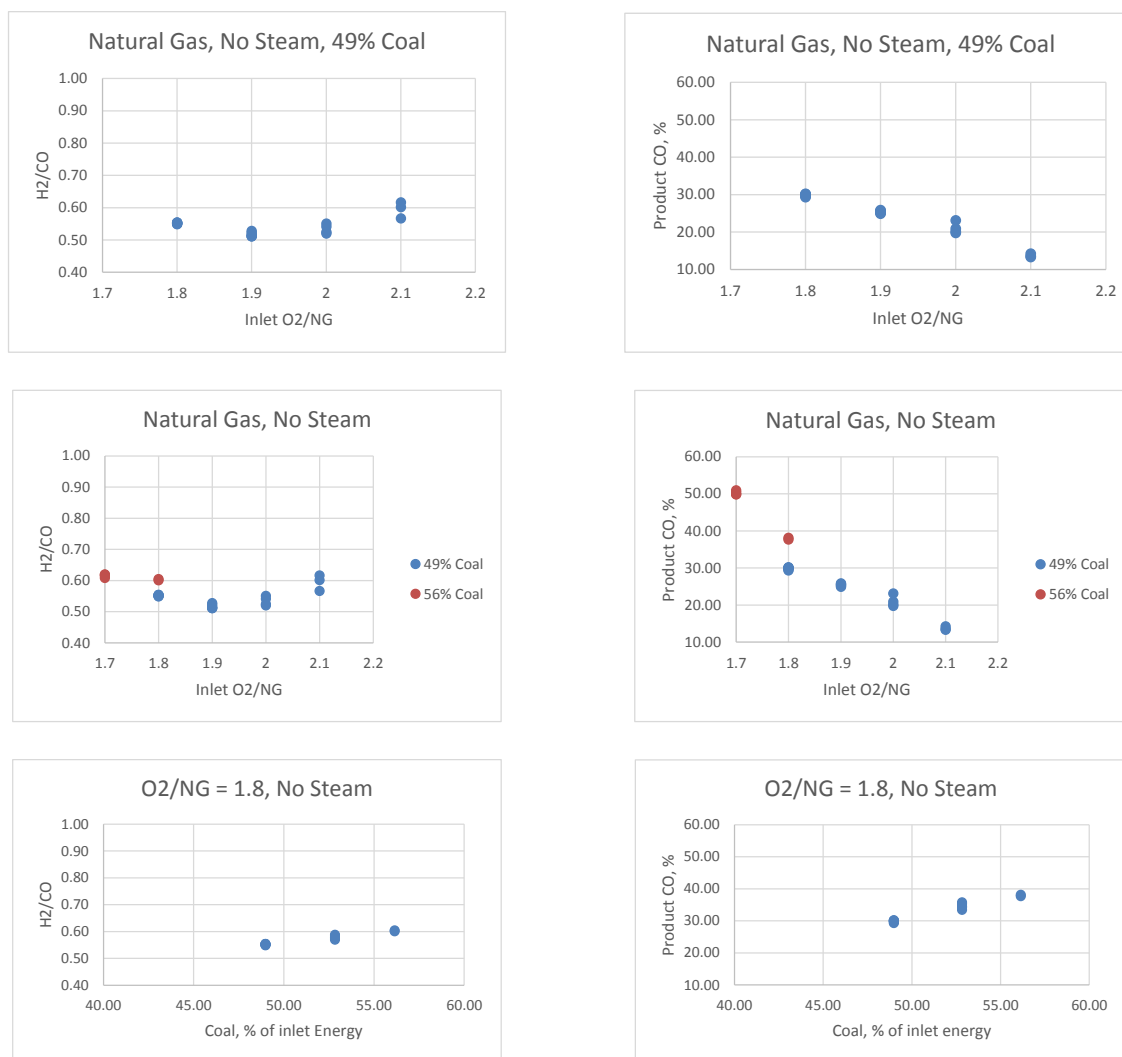 Natural Gas, No Steam, 49% Coal
1.00
0.90
0.80
0.70
0.60
0.50
0.40
H2/CO
1.7 1.8 1.9 2 2.1 2.2
Inlet O2/NG
Natural Gas, No Steam, 49% Coal
60.00
50.00
40.00
30.00
20.00
10.00
Product CO, %
1.7 1.8 1.9 2 2.1 2.2
Inlet O2/NG
Natural Gas, No Steam
1.00
0.90
0.80
0.70
0.60
0.50
0.40
H2/CO
1.7 1.8 1.9 2 2.1 2.2
Inlet O2/NG
49% Coal
56% Coal
Natural Gas, No Steam
60.00
50.00
40.00
30.00
20.00
10.00
Product CO, %
1.7 1.8 1.9 2 2.1 2.2
Inlet O2/NG
49% Coal
56% Coal
O2/NG = 1.8, No Steam
1.00
0.90
0.80
0.70
0.60
0.50
0.40
H2/CO
40.00 45.00 50.00 55.00 60.00
Coal, % of inlet Energy
O2/NG = 1.8, No Steam
60.00
50.00
40.00
30.00
20.00
10.00
Product CO, %
40.00 45.00 50.00 55.00 60.00
Coal, % of inlet energy